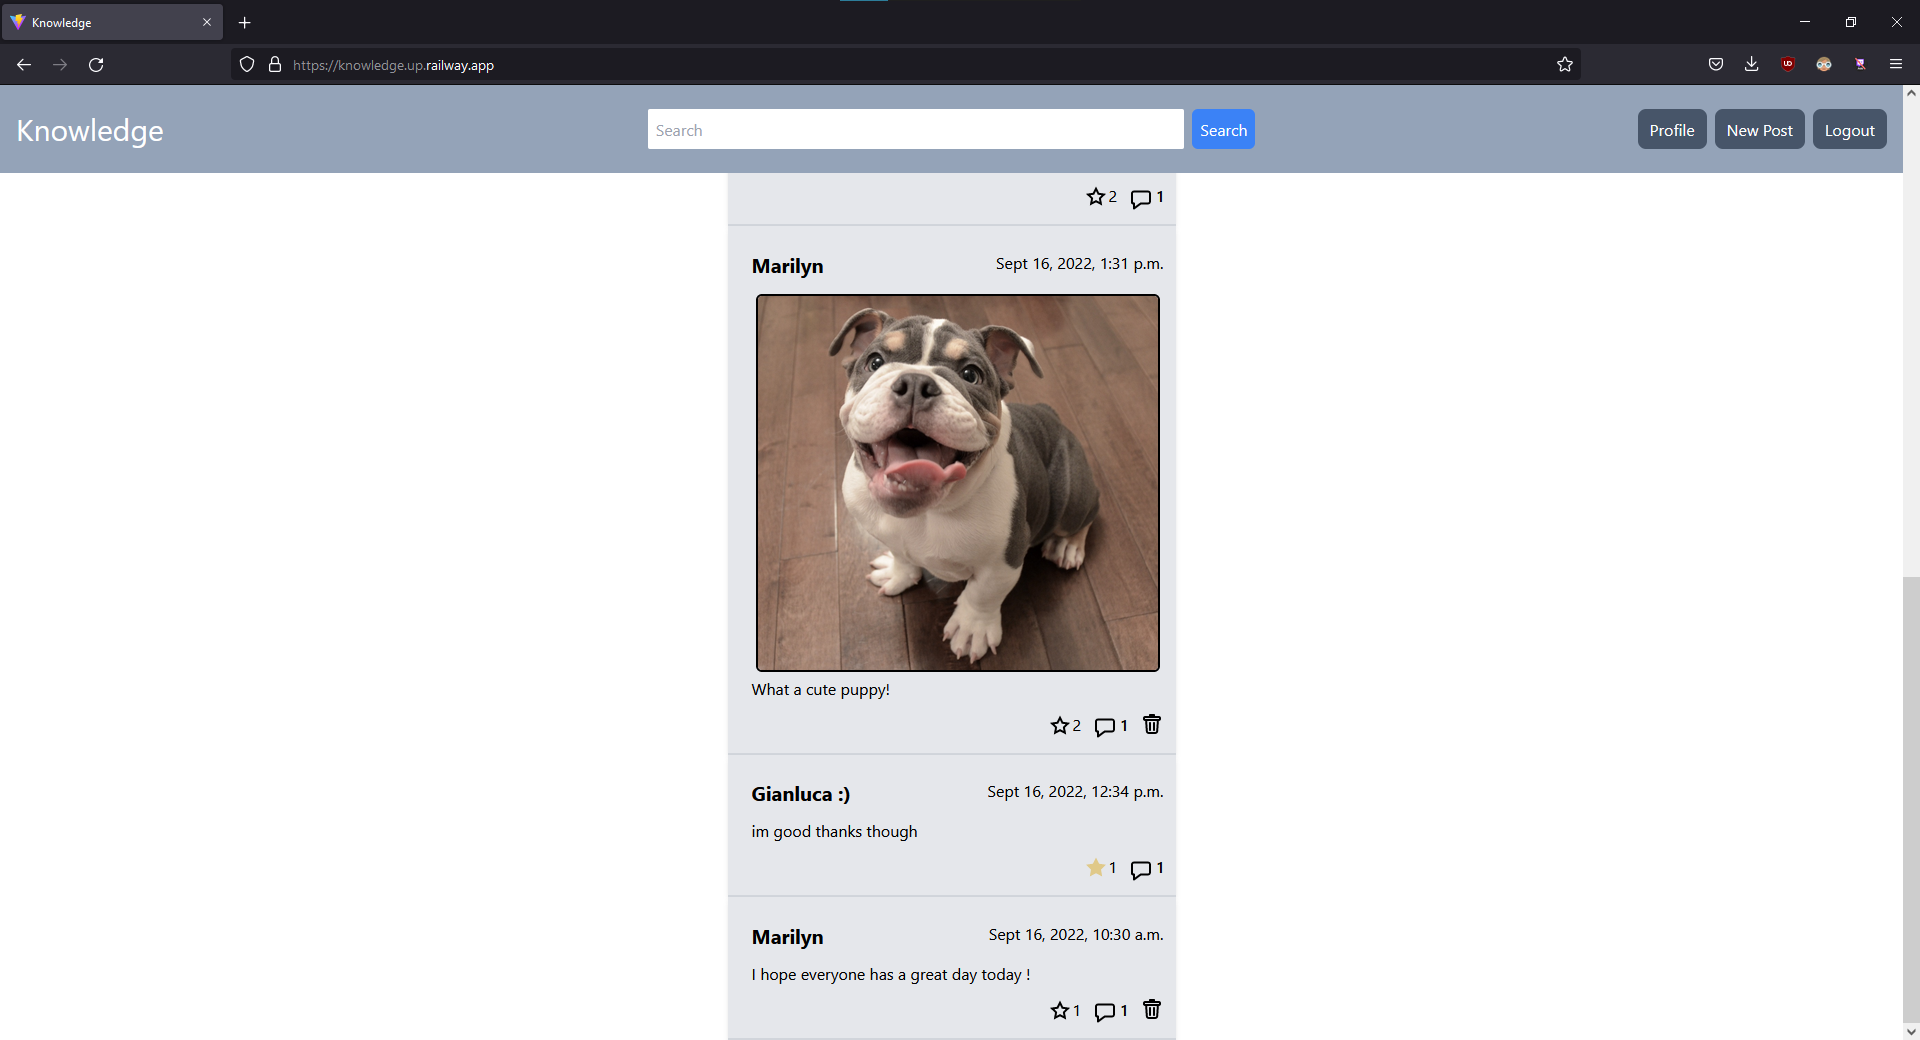 Knowledge
https://knowledge.up.railway.app
Knowledge
Search
Search
Profile
New Post
Logout
2 1
Marilyn
Sept 16, 2022, 1:31 p.m.
What a cute puppy!
2 1
Gianluca :)
Sept 16, 2022, 12:34 p.m.
im good thanks though
1 1
Marilyn
Sept 16, 2022, 10:30 a.m.
I hope everyone has a great day today !
1 1